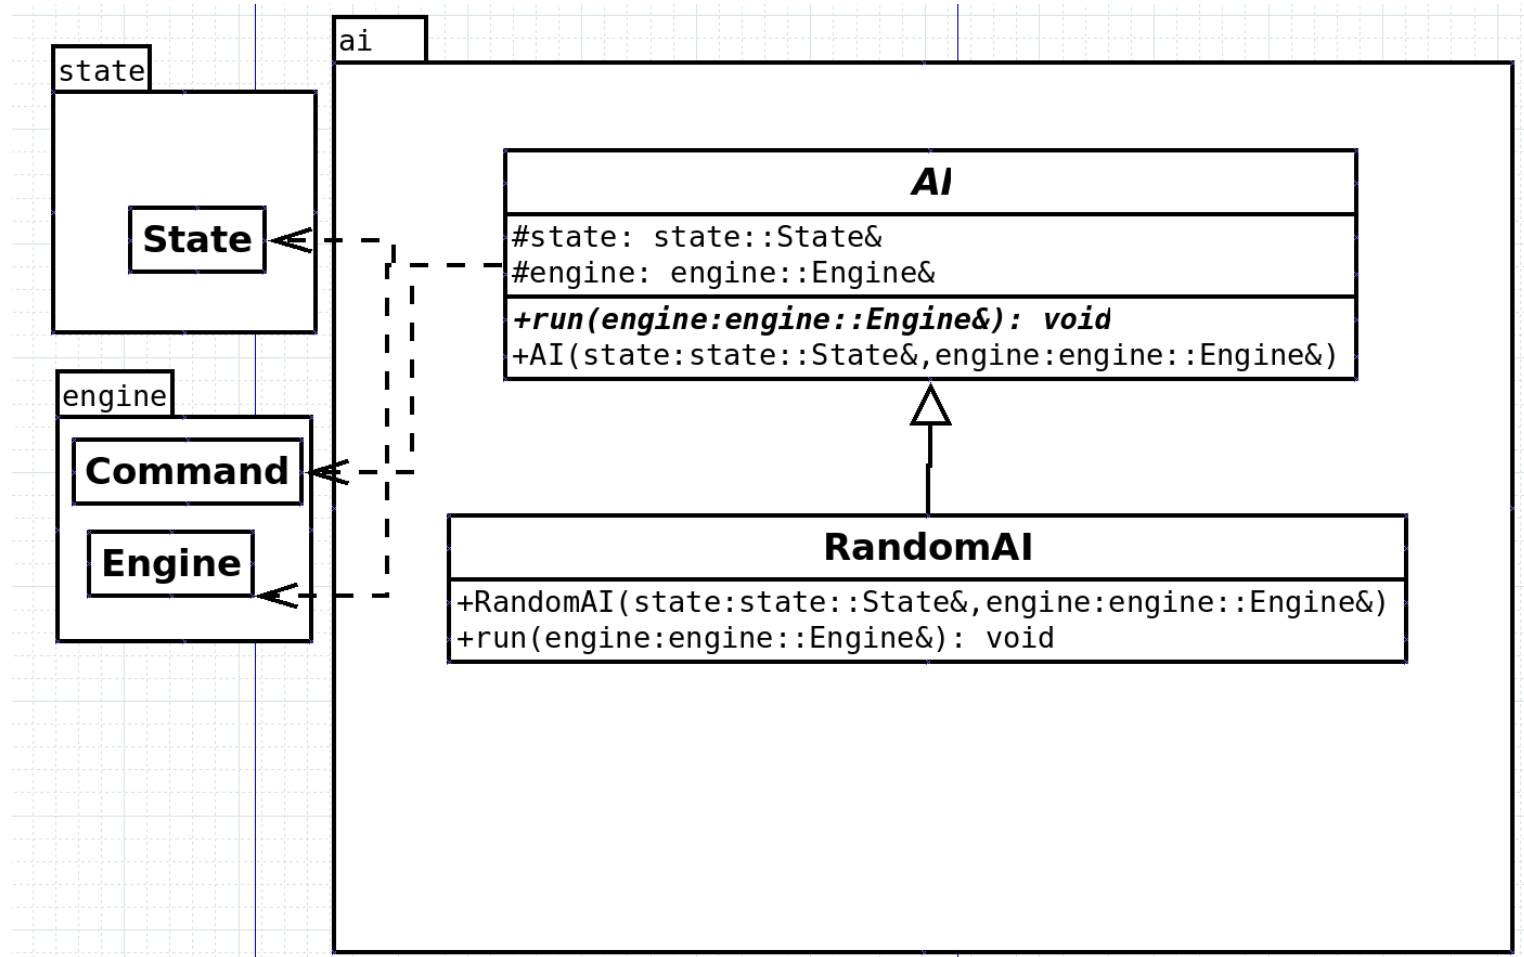 state
State
engine
Command
Engine
ai
AI
#state: state::State&
#engine: engine::Engine&
+run(engine:engine::Engine&): void
+AI(state:state::State&,engine:engine::Engine&)
RandomAI
+RandomAI(state:state::State&,engine:engine::Engine&)
+run(engine:engine::Engine&): void